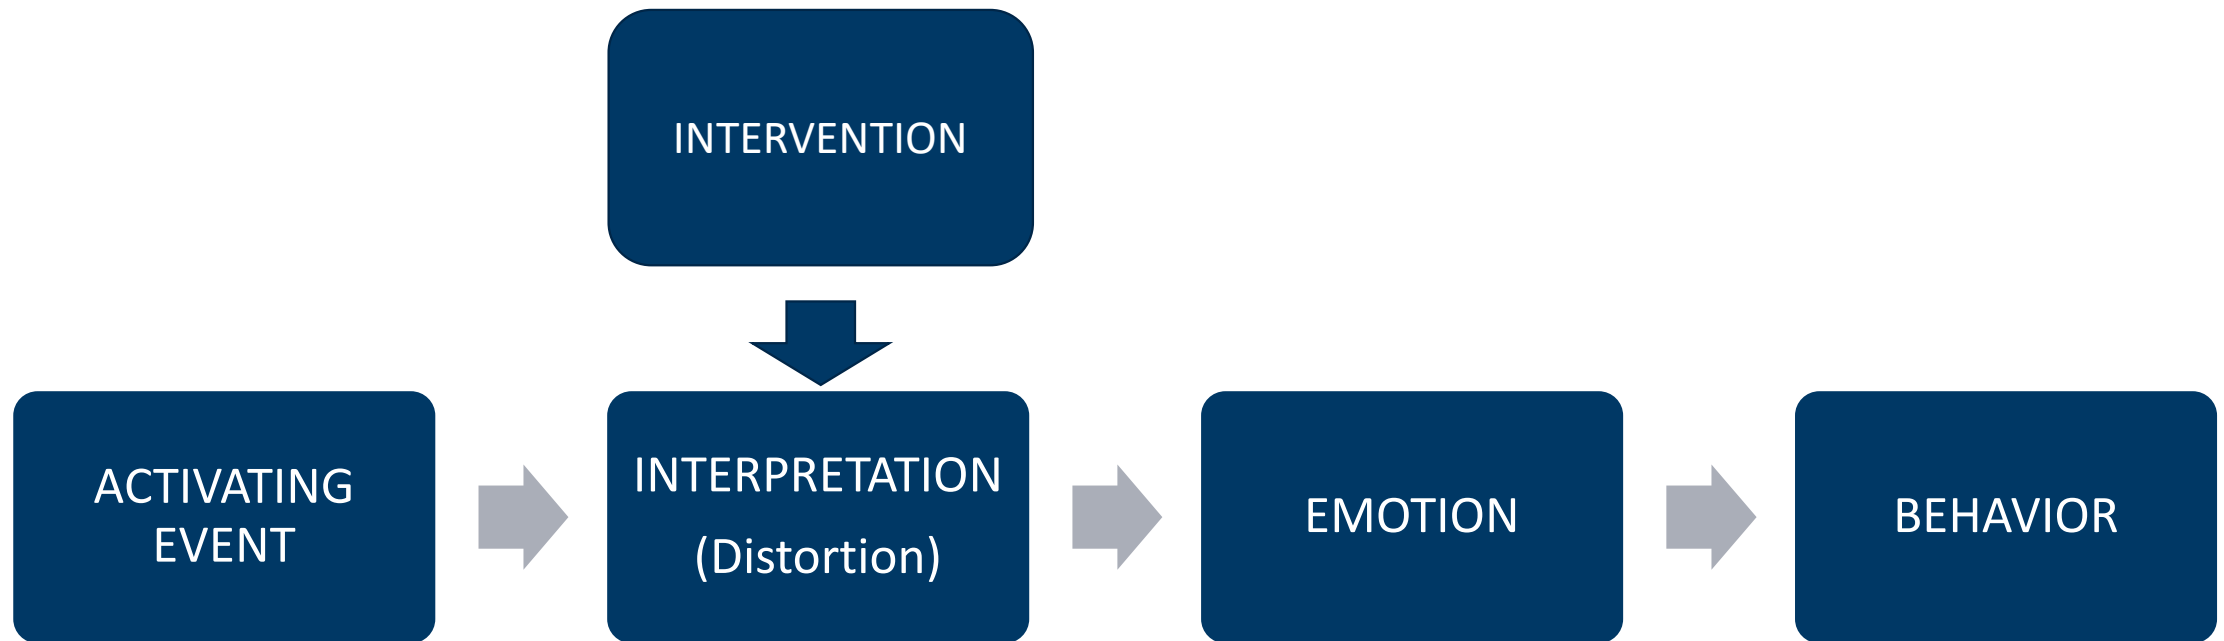 INTERVENTION
ACTIVATING
EVENT
INTERPRETATION
(Distortion)
EMOTION
BEHAVIOR